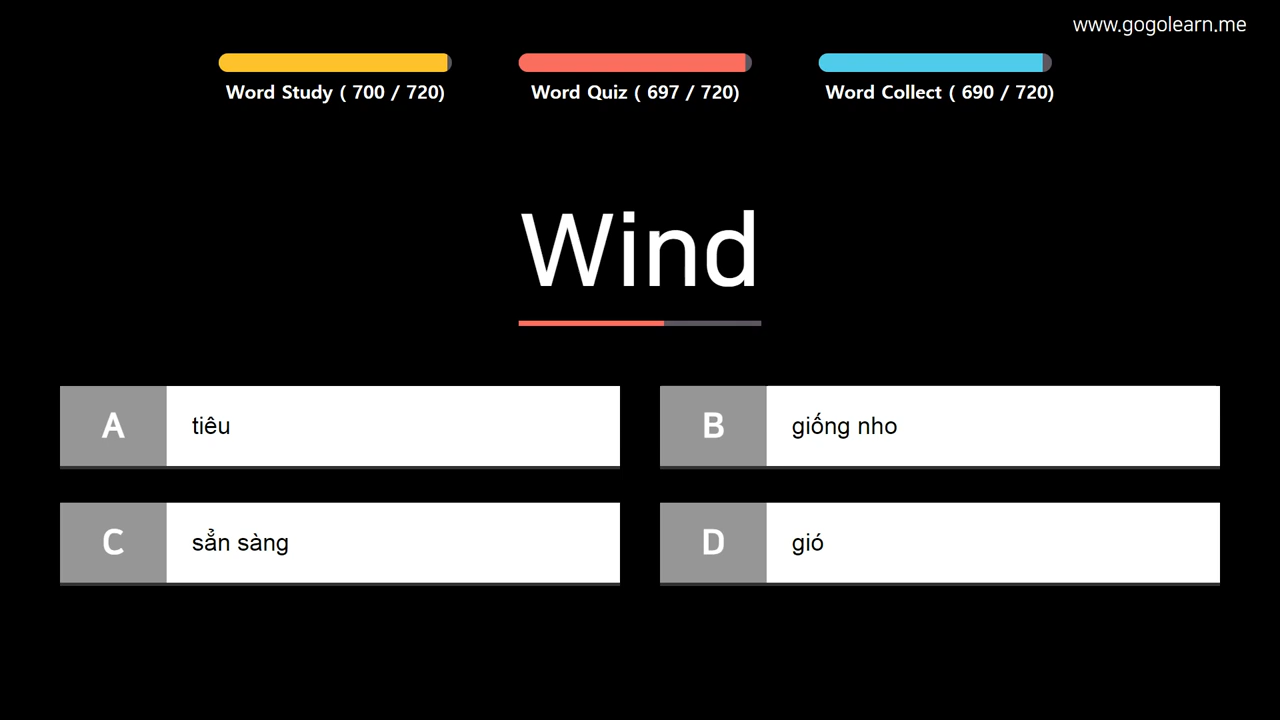 www.gogolearn.me
Word Study ( 700 / 720)
Word Quiz ( 697 / 720)
Word Collect ( 690 / 720)
Wind
A tiêu
B giống nho
C sẳn sàng
D gió